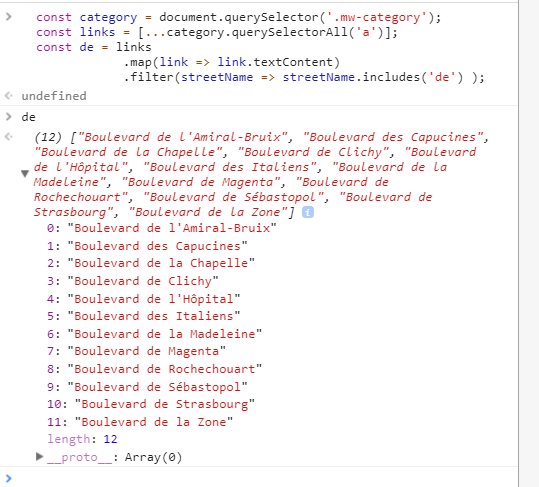 const category = document.querySelector('.mw-category');
const links = [...category.querySelectorAll('a')];
const de = links
.map(link => link.textContent)
.filter(streetName => streetName.includes('de') );
undefined
de
(12) ["Boulevard de l'Amiral-Bruix", "Boulevard des Capucines",
"Boulevard de la Chapelle", "Boulevard de Clichy", "Boulevard
de l'Hôpital", "Boulevard des Italiens", "Boulevard de la
Madeleine", "Boulevard de Magenta", "Boulevard de
Rochechouart", "Boulevard de Sébastopol", "Boulevard de
Strasbourg", "Boulevard de la Zone"] i
0: "Boulevard de l'Amiral-Bruix"
1: "Boulevard des Capucines"
2: "Boulevard de la Chapelle"
3: "Boulevard de Clichy"
4: "Boulevard de l'Hôpital"
5: "Boulevard des Italiens"
6: "Boulevard de la Madeleine"
7: "Boulevard de Magenta"
8: "Boulevard de Rochechouart"
9: "Boulevard de Sébastopol"
10: "Boulevard de Strasbourg"
11: "Boulevard de la Zone"
length: 12
__proto__: Array(0)